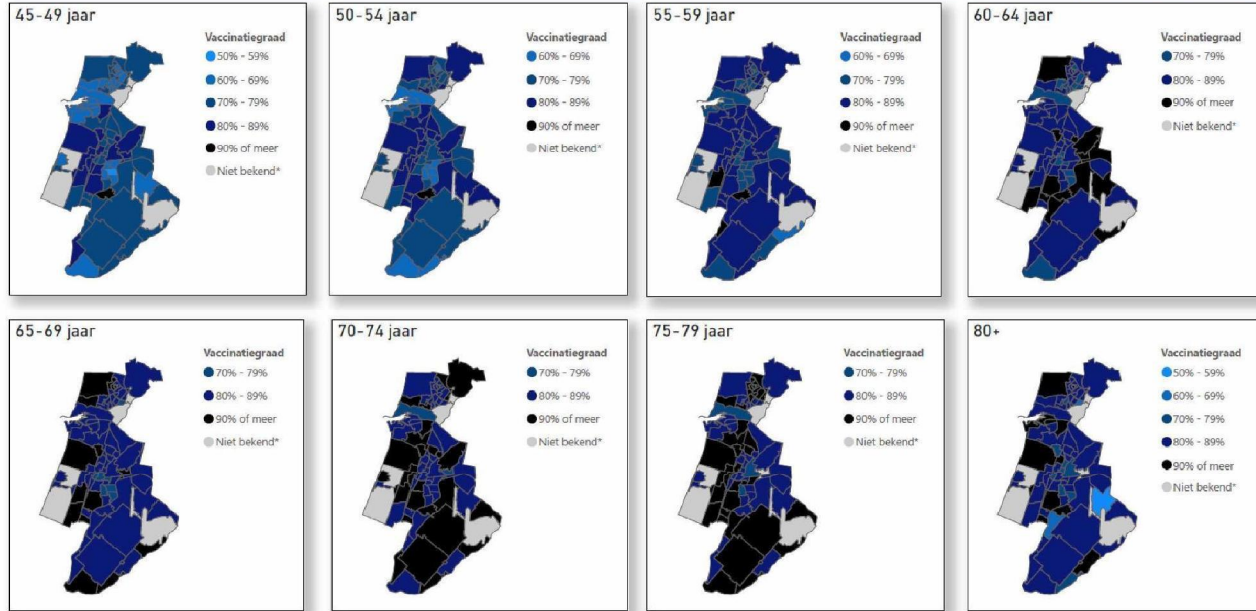 45-49 jaar
Vaccinatiegraad
50% - 59%
60% - 69%
70% - 79%
80% - 89%
90% of meer
Niet bekend*
50-54 jaar
Vaccinatiegraad
60% - 69%
70% - 79%
80% - 89%
90% of meer
Niet bekend*
55-59 jaar
Vaccinatiegraad
60% - 69%
70% - 79%
80% - 89%
90% of meer
Niet bekend*
60-64 jaar
Vaccinatiegraad
70% - 79%
80% - 89%
90% of meer
Niet bekend*
65-69 jaar
Vaccinatiegraad
70% - 79%
80% - 89%
90% of meer
Niet bekend*
70-74 jaar
Vaccinatiegraad
70% - 79%
80% - 89%
90% of meer
Niet bekend*
75-79 jaar
Vaccinatiegraad
70% - 79%
80% - 89%
90% of meer
Niet bekend*
80+
Vaccinatiegraad
50% - 59%
60% - 69%
70% - 79%
80% - 89%
90% of meer
Niet bekend*